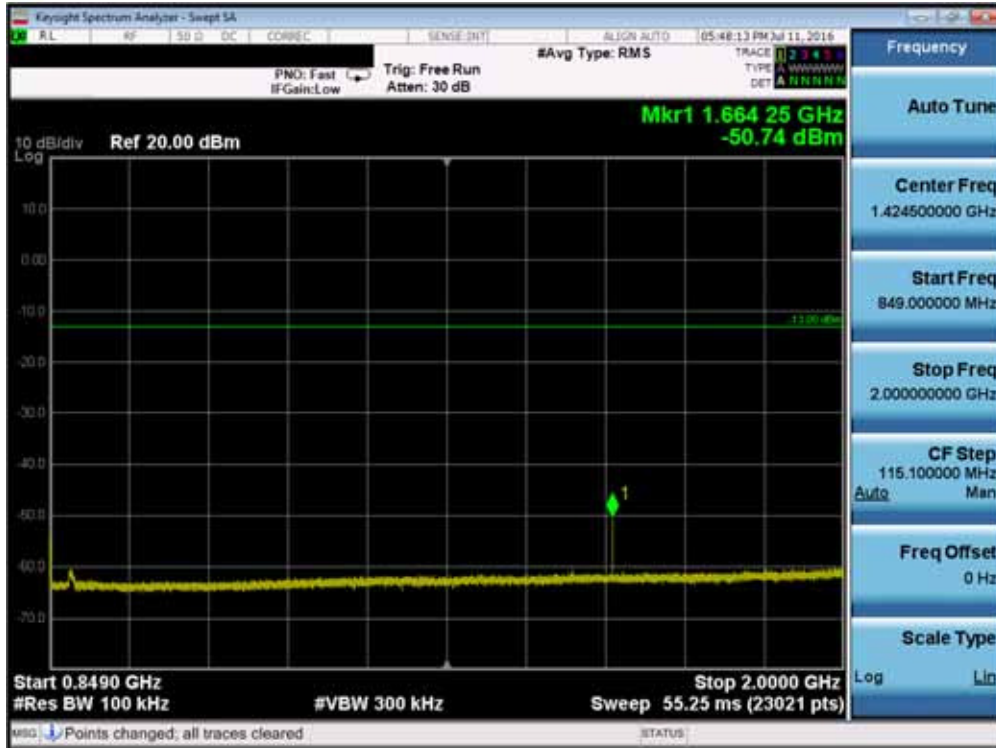 Keysight Spectrum Analyzer - Swept SA
RL RF 50 Ω DC CORREC SENSE:INT ALIGN AUTO 05:48:13 PM Jul 11, 2016
Frequency
#Avg Type: RMS
TRACE 1 2 3 4 5 6
PNO: Fast Trig: Free Run
TYPE A WWWWW
IFGain:Low Atten: 30 dB
DET A N N N N N
Auto Tune
Mkr1 1.664 25 GHz
-50.74 dBm
10 dB/div Ref 20.00 dBm
Log
10.0
0.00
-10.0
-13.00 dBm
-20.0
-30.0
-40.0
-50.0
-60.0
-70.0
1
Center Freq
1.424500000 GHz
Start Freq
849.000000 MHz
Stop Freq
2.000000000 GHz
CF Step
115.100000 MHz
Auto Man
Freq Offset
0 Hz
Scale Type
Log Lin
Start 0.8490 GHz Stop 2.0000 GHz
#Res BW 100 kHz #VBW 300 kHz Sweep 55.25 ms (23021 pts)
MSG Points changed; all traces cleared STATUS